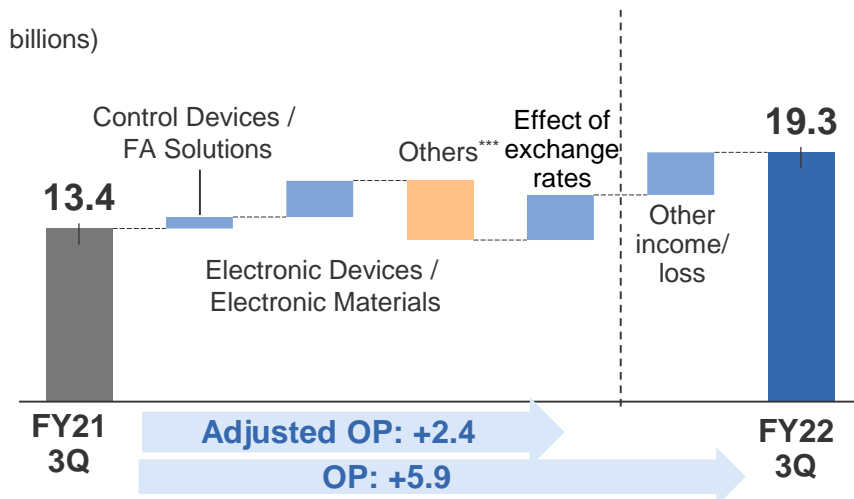 billions)
Control Devices /
FA Solutions
Others***
Effect of
exchange
rates
19.3
13.4
Other
income/
loss
Electronic Devices /
Electronic Materials
FY21
3Q
Adjusted OP: +2.4
OP: +5.9
FY22
3Q